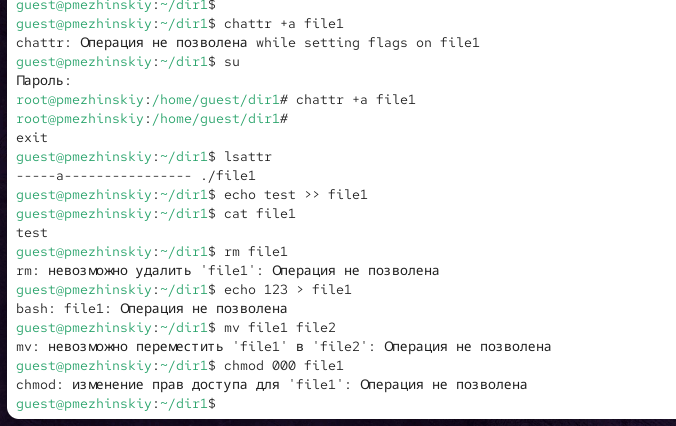 guest@pmezhinskiy:~/dir1$
guest@pmezhinskiy:~/dir1$ chattr +a file1
chattr: Операция не позволена while setting flags on file1
guest@pmezhinskiy:~/dir1$ su
Пароль:
root@pmezhinskiy:/home/guest/dir1# chattr +a file1
root@pmezhinskiy:/home/guest/dir1#
exit
guest@pmezhinskiy:~/dir1$ lsattr
-----a---------------- ./file1
guest@pmezhinskiy:~/dir1$ echo test >> file1
guest@pmezhinskiy:~/dir1$ cat file1
test
guest@pmezhinskiy:~/dir1$ rm file1
rm: невозможно удалить 'file1': Операция не позволена
guest@pmezhinskiy:~/dir1$ echo 123 > file1
bash: file1: Операция не позволена
guest@pmezhinskiy:~/dir1$ mv file1 file2
mv: невозможно переместить 'file1' в 'file2': Операция не позволена
guest@pmezhinskiy:~/dir1$ chmod 000 file1
chmod: изменение прав доступа для 'file1': Операция не позволена
guest@pmezhinskiy:~/dir1$